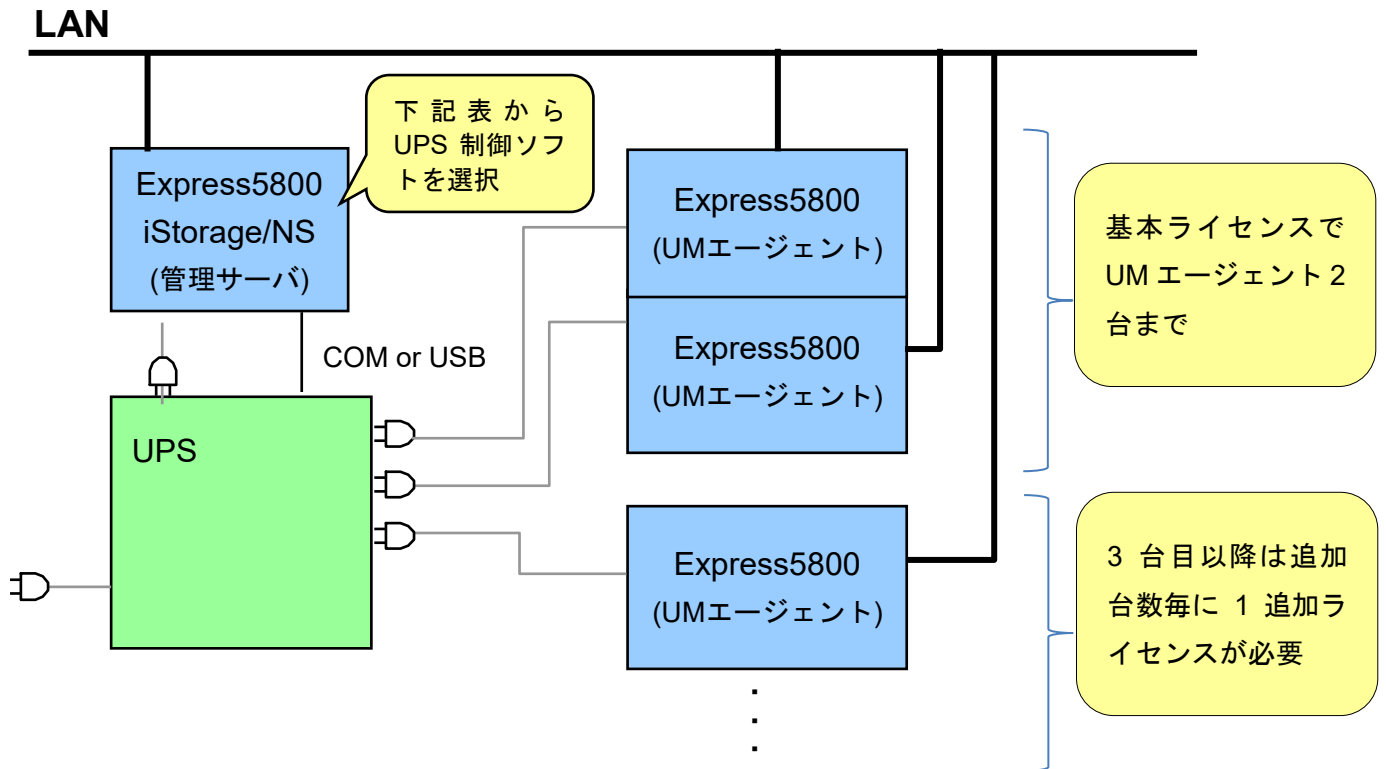 LAN
Express5800
iStorage/NS
(管理サーバ)
下記表から
UPS 制御ソフ
トを選択
COM or USB
UPS
Express5800
(UMエージェント)
Express5800
(UMエージェント)
Express5800
(UMエージェント)
・
・
・
基本ライセンスで
UM エージェント 2
台まで
3 台目以降は追加
台数毎に 1 追加ラ
イセンスが必要